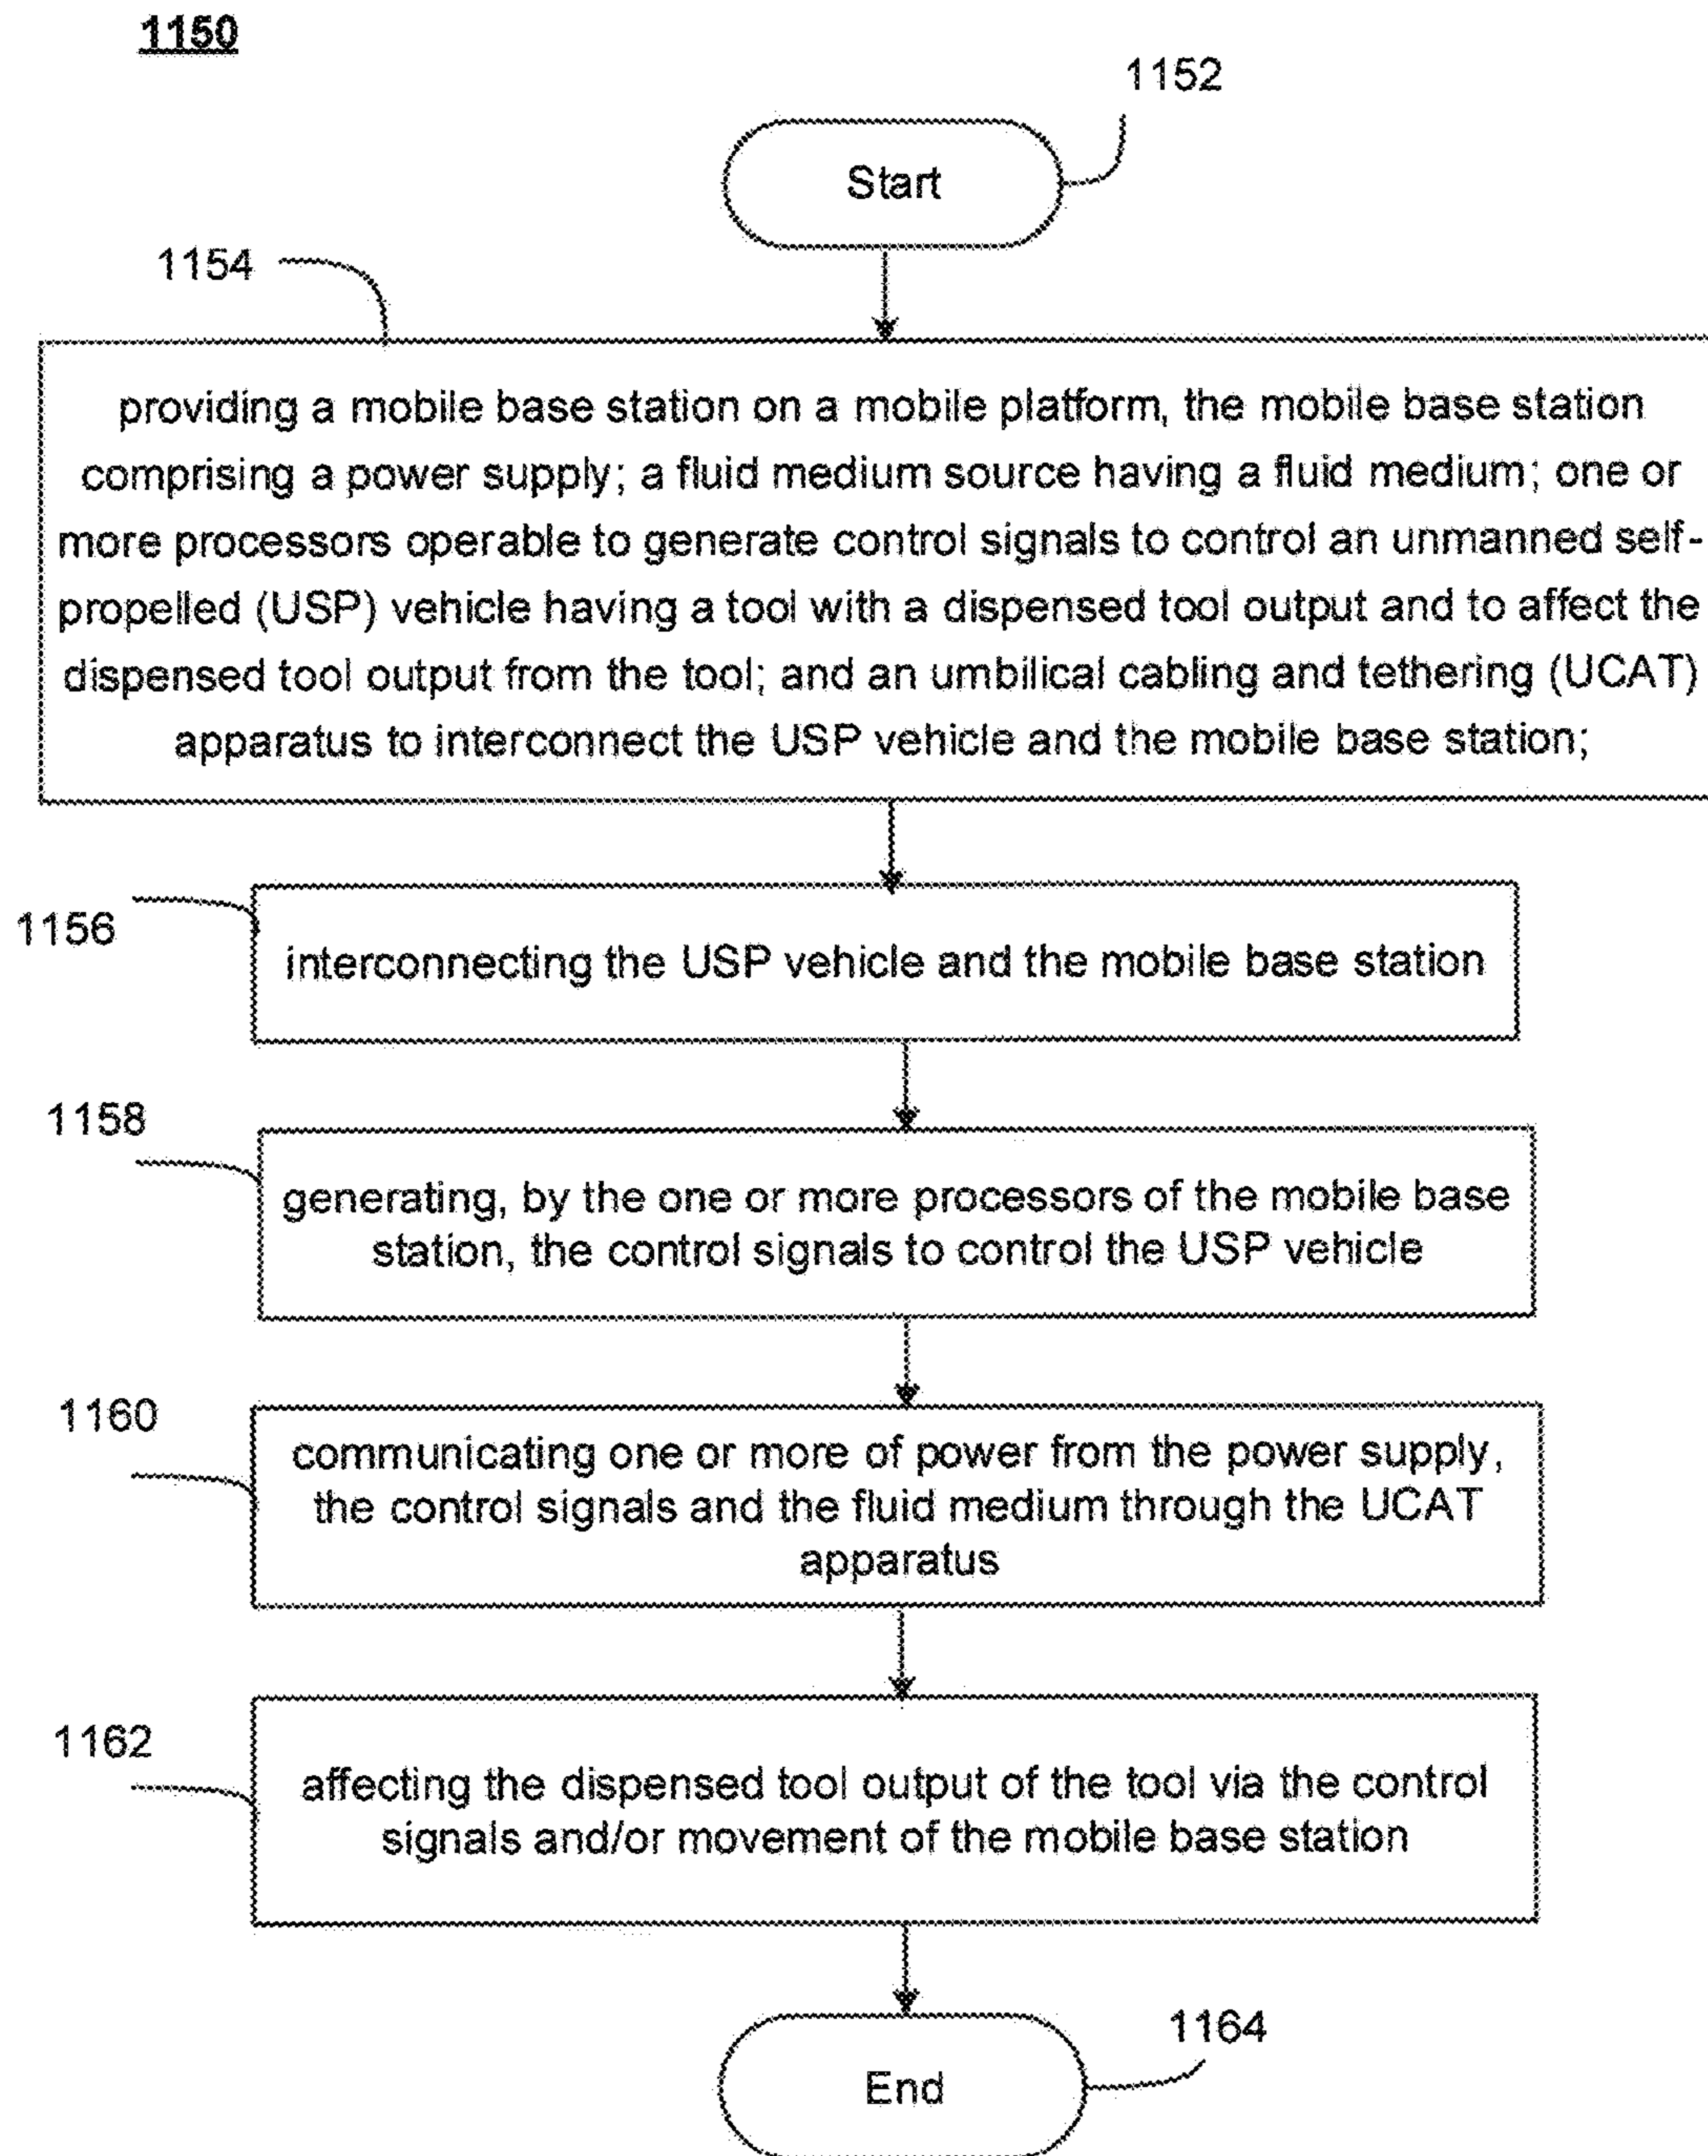 1150
1152
Start
1154
providing a mobile base station on a mobile platform, the mobile base station
comprising a power supply; a fluid medium source having a fluid medium; one or
more processors operable to generate control signals to control an unmanned self-
propelled (USP) vehicle having a tool with a dispensed tool output and to affect the
dispensed tool output from the tool; and an umbilical cabling and tethering (UCAT)
apparatus to interconnect the USP vehicle and the mobile base station;
1156
interconnecting the USP vehicle and the mobile base station
1158
generating, by the one or more processors of the mobile base
station, the control signals to control the USP vehicle
1160
communicating one or more of power from the power supply,
the control signals and the fluid medium through the UCAT
apparatus
1162
affecting the dispensed tool output of the tool via the control
signals and/or movement of the mobile base station
1164
End